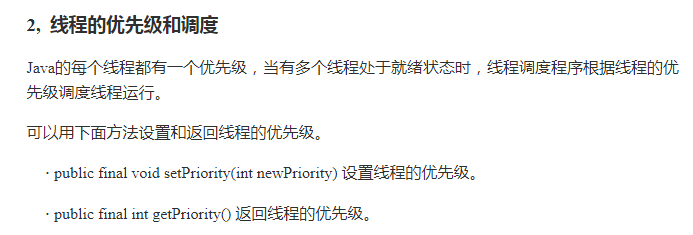 2, 线程的优先级和调度
Java的每个线程都有一个优先级，当有多个线程处于就绪状态时，线程调度程序根据线程的优
先级调度线程运行。
可以用下面方法设置和返回线程的优先级。
· public final void setPriority(int newPriority) 设置线程的优先级。
· public final int getPriority() 返回线程的优先级。